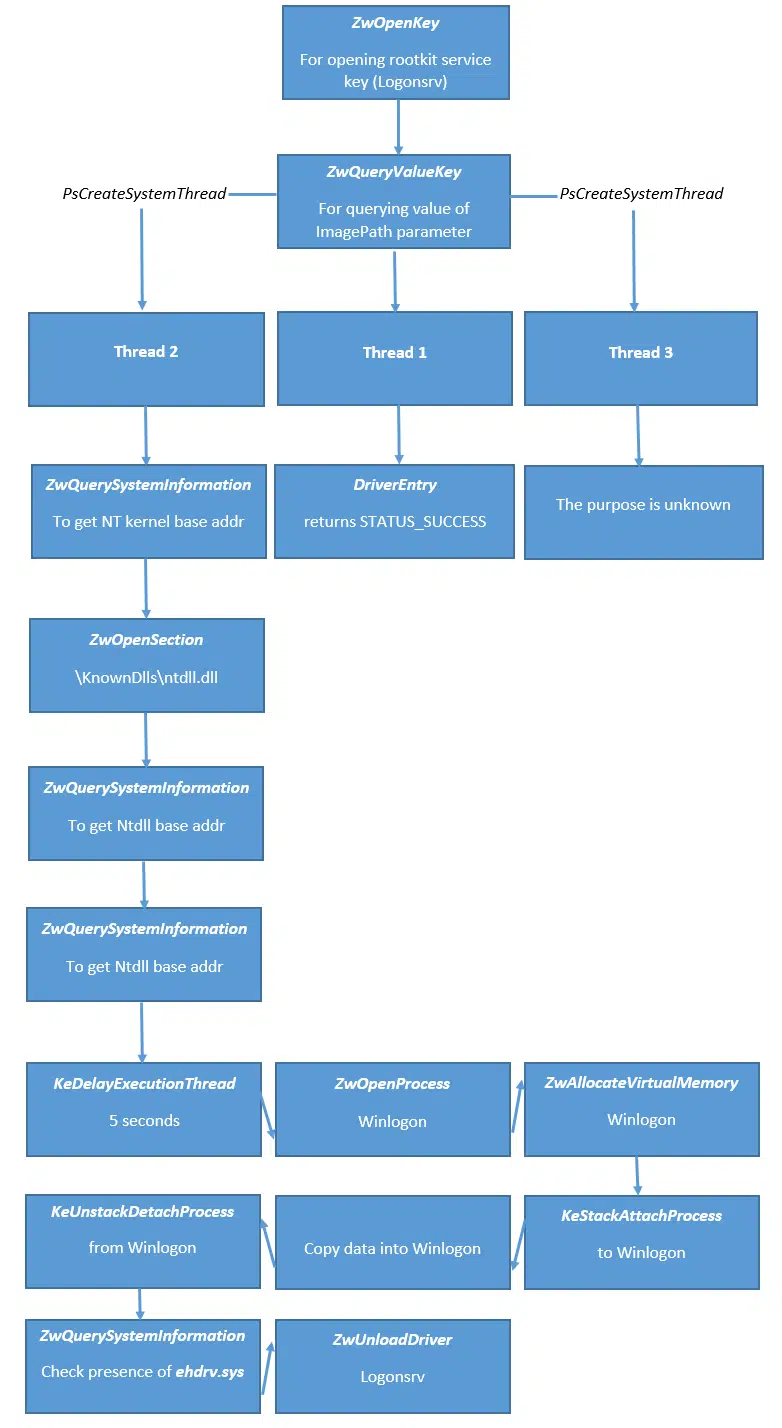 ZwOpenKey
For opening rootkit service
key (Logonsrv)
ZwQueryValueKey
For querying value of
ImagePath parameter
PsCreateSystemThread
PsCreateSystemThread
Thread 2
Thread 1
Thread 3
ZwQuerySystemInformation
To get NT kernel base addr
DriverEntry
returns STATUS_SUCCESS
The purpose is unknown
ZwOpenSection
\KnownDlls\ntdll.dll
ZwQuerySystemInformation
To get Ntdll base addr
ZwQuerySystemInformation
To get Ntdll base addr
KeDelayExecutionThread
5 seconds
ZwOpenProcess
Winlogon
ZwAllocateVirtualMemory
Winlogon
KeUnstackDetachProcess
from Winlogon
Copy data into Winlogon
KeStackAttachProcess
to Winlogon
ZwQuerySystemInformation
Check presence of ehdrv.sys
ZwUnloadDriver
Logonsrv